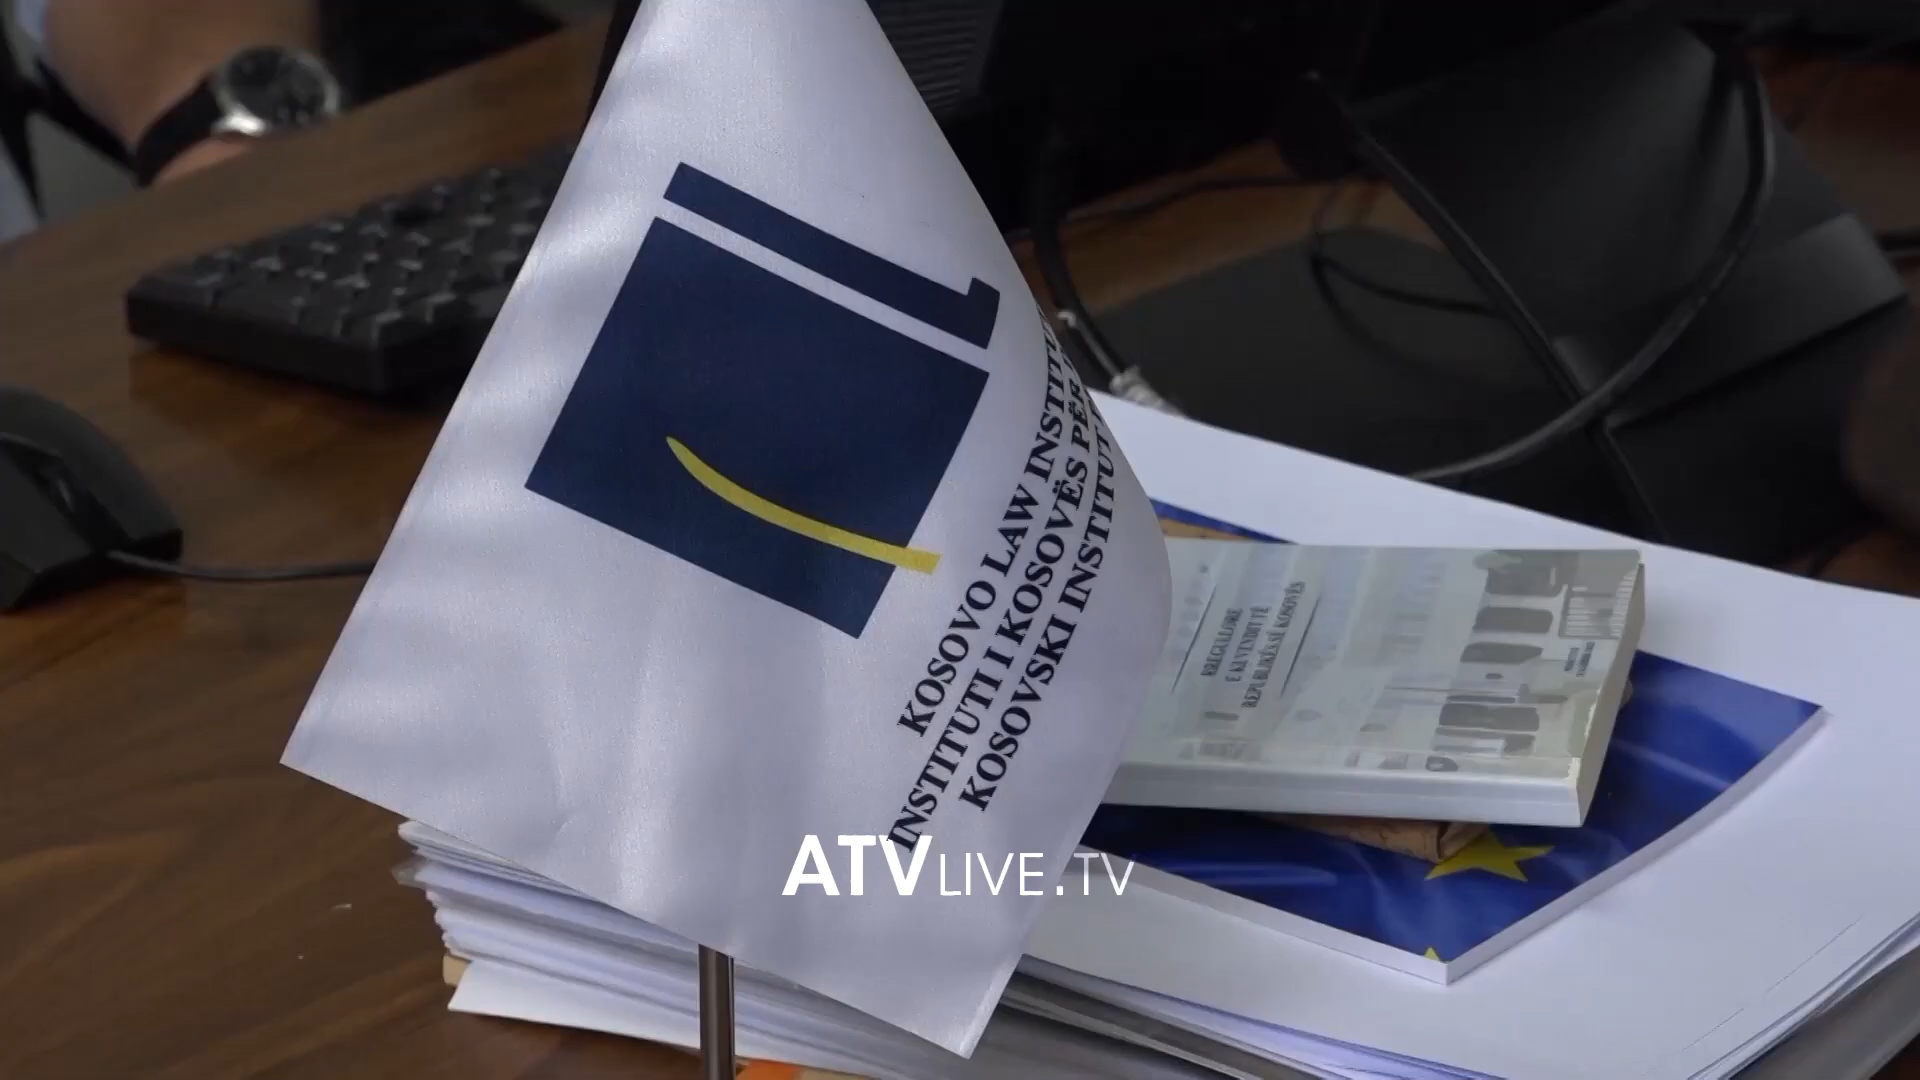 KOSOVO LAW INSTITU
INSTITUTI I KOSOVËS PËR
KOSOVSKI INSTITUT
RREGULLORE
E KUVENDIT TË
REPUBLIKËS SË KOSOVËS
ATVLIVE.TV